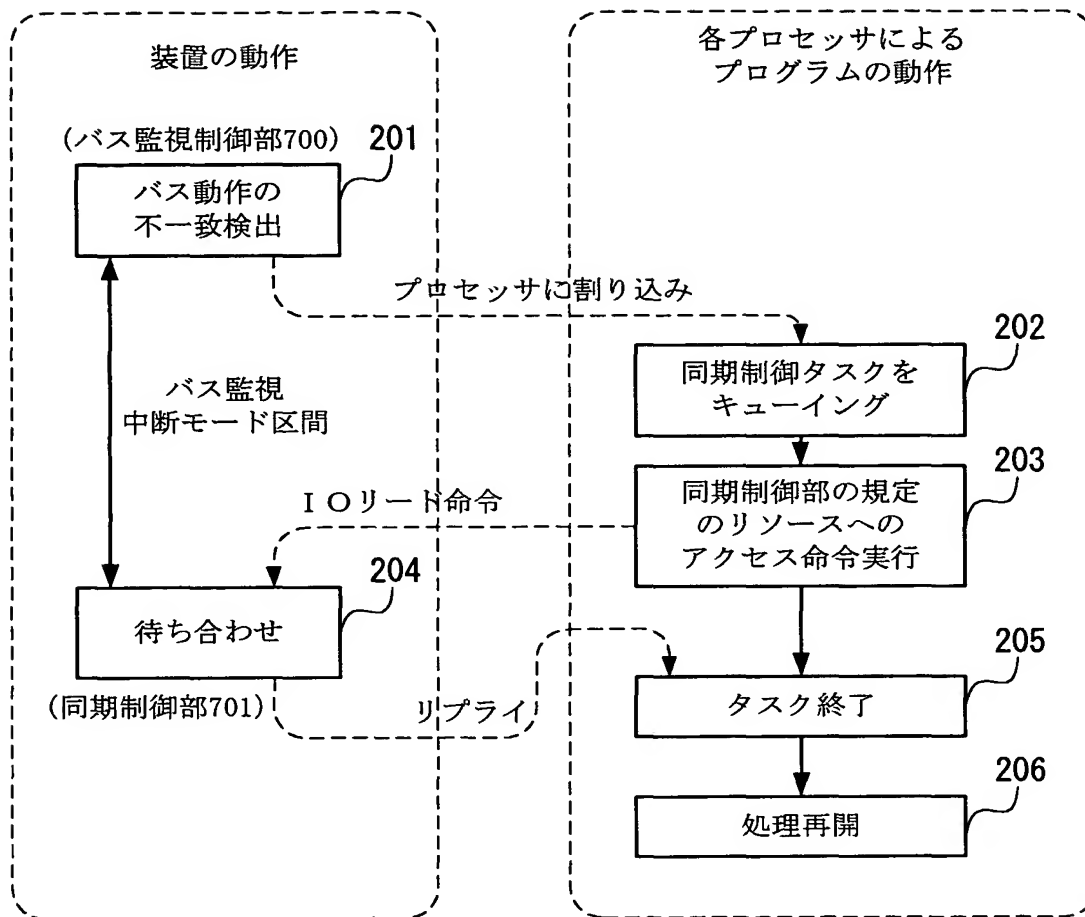 装置の動作
(バス監視制御部700)
201
バス動作の
不一致検出
バス監視
中断モード区間
204
待ち合わせ
(同期制御部701)
プロセッサに割り込み
IOリード命令
リプライ
各プロセッサによる
プログラムの動作
202
同期制御タスクを
キューイング
203
同期制御部の規定
のリソースへの
アクセス命令実行
205
タスク終了
206
処理再開